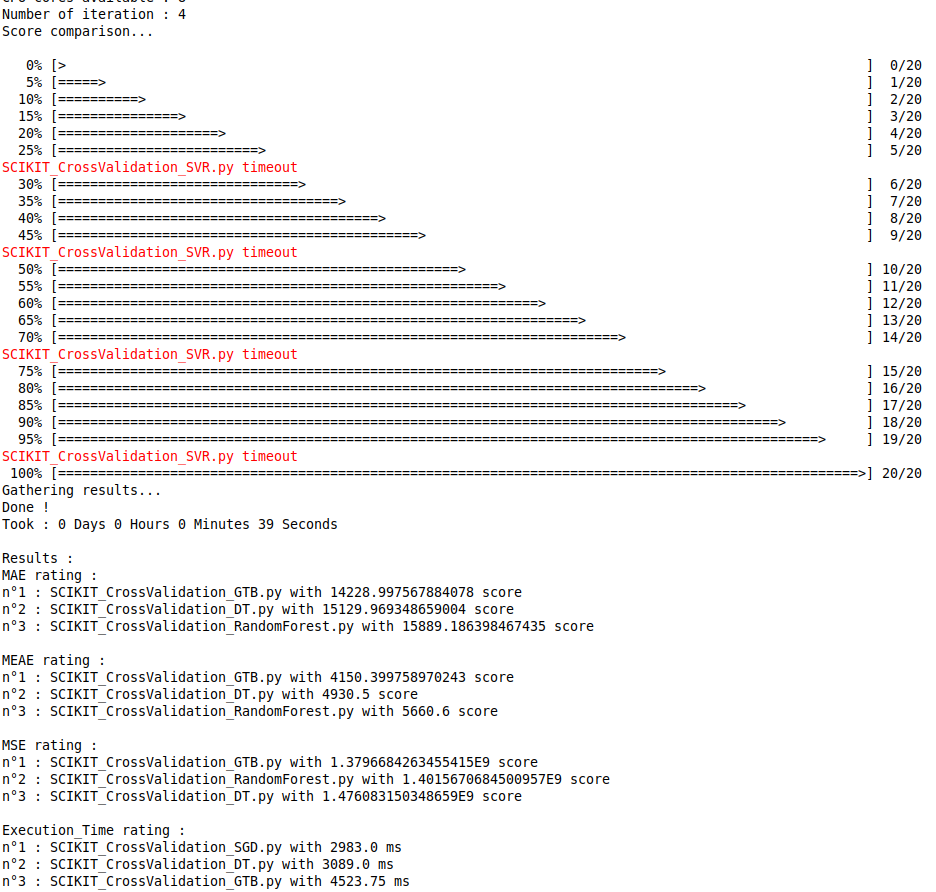 Number of iteration : 4
Score comparison...
0% [> ] 0/20
5% [=====> ] 1/20
10% [==========> ] 2/20
15% [===============> ] 3/20
20% [====================> ] 4/20
25% [=========================> ] 5/20
SCIKIT_CrossValidation_SVR.py timeout
30% [==============================> ] 6/20
35% [===================================> ] 7/20
40% [========================================> ] 8/20
45% [=============================================> ] 9/20
SCIKIT_CrossValidation_SVR.py timeout
50% [==================================================> ] 10/20
55% [=======================================================> ] 11/20
60% [============================================================> ] 12/20
65% [=================================================================> ] 13/20
70% [======================================================================> ] 14/20
SCIKIT_CrossValidation_SVR.py timeout
75% [===========================================================================> ] 15/20
80% [================================================================================> ] 16/20
85% [=====================================================================================> ] 17/20
90% [==========================================================================================> ] 18/20
95% [===============================================================================================> ] 19/20
SCIKIT_CrossValidation_SVR.py timeout
100% [====================================================================================================>] 20/20
Gathering results...
Done !
Took : 0 Days 0 Hours 0 Minutes 39 Seconds
Results :
MAE rating :
n°1 : SCIKIT_CrossValidation_GTB.py with 14228.997567884078 score
n°2 : SCIKIT_CrossValidation_DT.py with 15129.969348659004 score
n°3 : SCIKIT_CrossValidation_RandomForest.py with 15889.186398467435 score
MEAE rating :
n°1 : SCIKIT_CrossValidation_GTB.py with 4150.399758970243 score
n°2 : SCIKIT_CrossValidation_DT.py with 4930.5 score
n°3 : SCIKIT_CrossValidation_RandomForest.py with 5660.6 score
MSE rating :
n°1 : SCIKIT_CrossValidation_GTB.py with 1.3796684263455415E9 score
n°2 : SCIKIT_CrossValidation_RandomForest.py with 1.4015670684500957E9 score
n°3 : SCIKIT_CrossValidation_DT.py with 1.476083150348659E9 score
Execution_Time rating :
n°1 : SCIKIT_CrossValidation_SGD.py with 2983.0 ms
n°2 : SCIKIT_CrossValidation_DT.py with 3089.0 ms
n°3 : SCIKIT_CrossValidation_GTB.py with 4523.75 ms